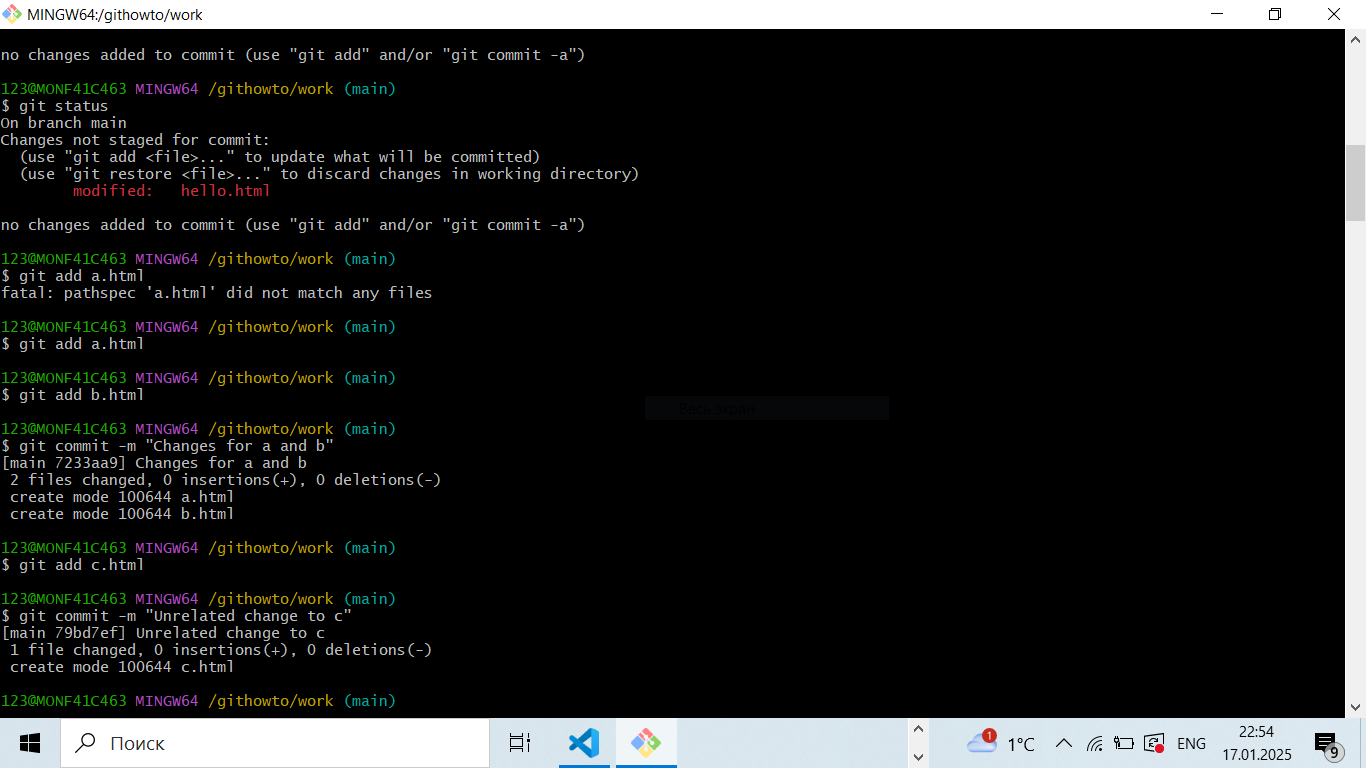 MINGW64:/githowto/work
no changes added to commit (use "git add" and/or "git commit -a")
123@MONF41C463 MINGW64 /githowto/work (main)
$ git status
On branch main
Changes not staged for commit:
  (use "git add <file>..." to update what will be committed)
  (use "git restore <file>..." to discard changes in working directory)
        modified:   hello.html
no changes added to commit (use "git add" and/or "git commit -a")
123@MONF41C463 MINGW64 /githowto/work (main)
$ git add a.html
fatal: pathspec 'a.html' did not match any files
123@MONF41C463 MINGW64 /githowto/work (main)
$ git add a.html
123@MONF41C463 MINGW64 /githowto/work (main)
$ git add b.html
Весь экран
123@MONF41C463 MINGW64 /githowto/work (main)
$ git commit -m "Changes for a and b"
[main 7233aa9] Changes for a and b
 2 files changed, 0 insertions(+), 0 deletions(-)
 create mode 100644 a.html
 create mode 100644 b.html
123@MONF41C463 MINGW64 /githowto/work (main)
$ git add c.html
123@MONF41C463 MINGW64 /githowto/work (main)
$ git commit -m "Unrelated change to c"
[main 79bd7ef] Unrelated change to c
 1 file changed, 0 insertions(+), 0 deletions(-)
 create mode 100644 c.html
123@MONF41C463 MINGW64 /githowto/work (main)
Поиск
1
1°C
ENG
22:54
17.01.2025
9